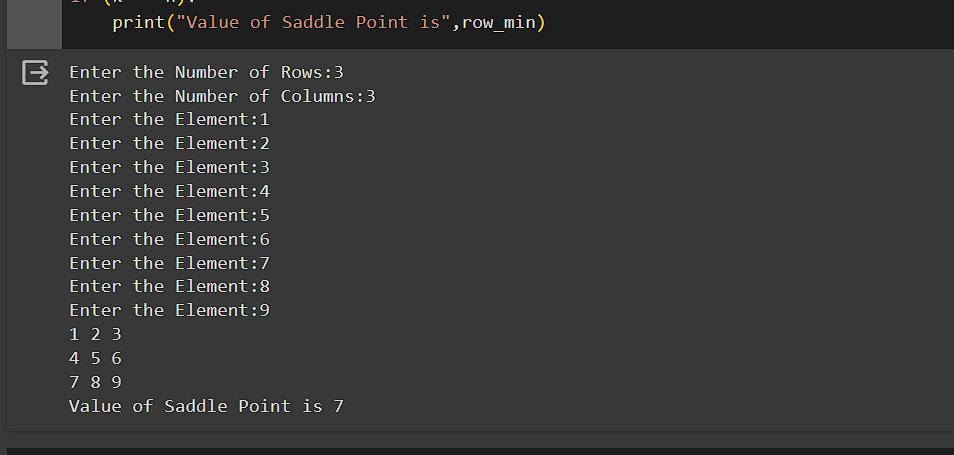 print("Value of Saddle Point is",row_min)
Enter the Number of Rows:3
Enter the Number of Columns:3
Enter the Element:1
Enter the Element:2
Enter the Element:3
Enter the Element:4
Enter the Element:5
Enter the Element:6
Enter the Element:7
Enter the Element:8
Enter the Element:9
1 2 3
4 5 6
7 8 9
Value of Saddle Point is 7